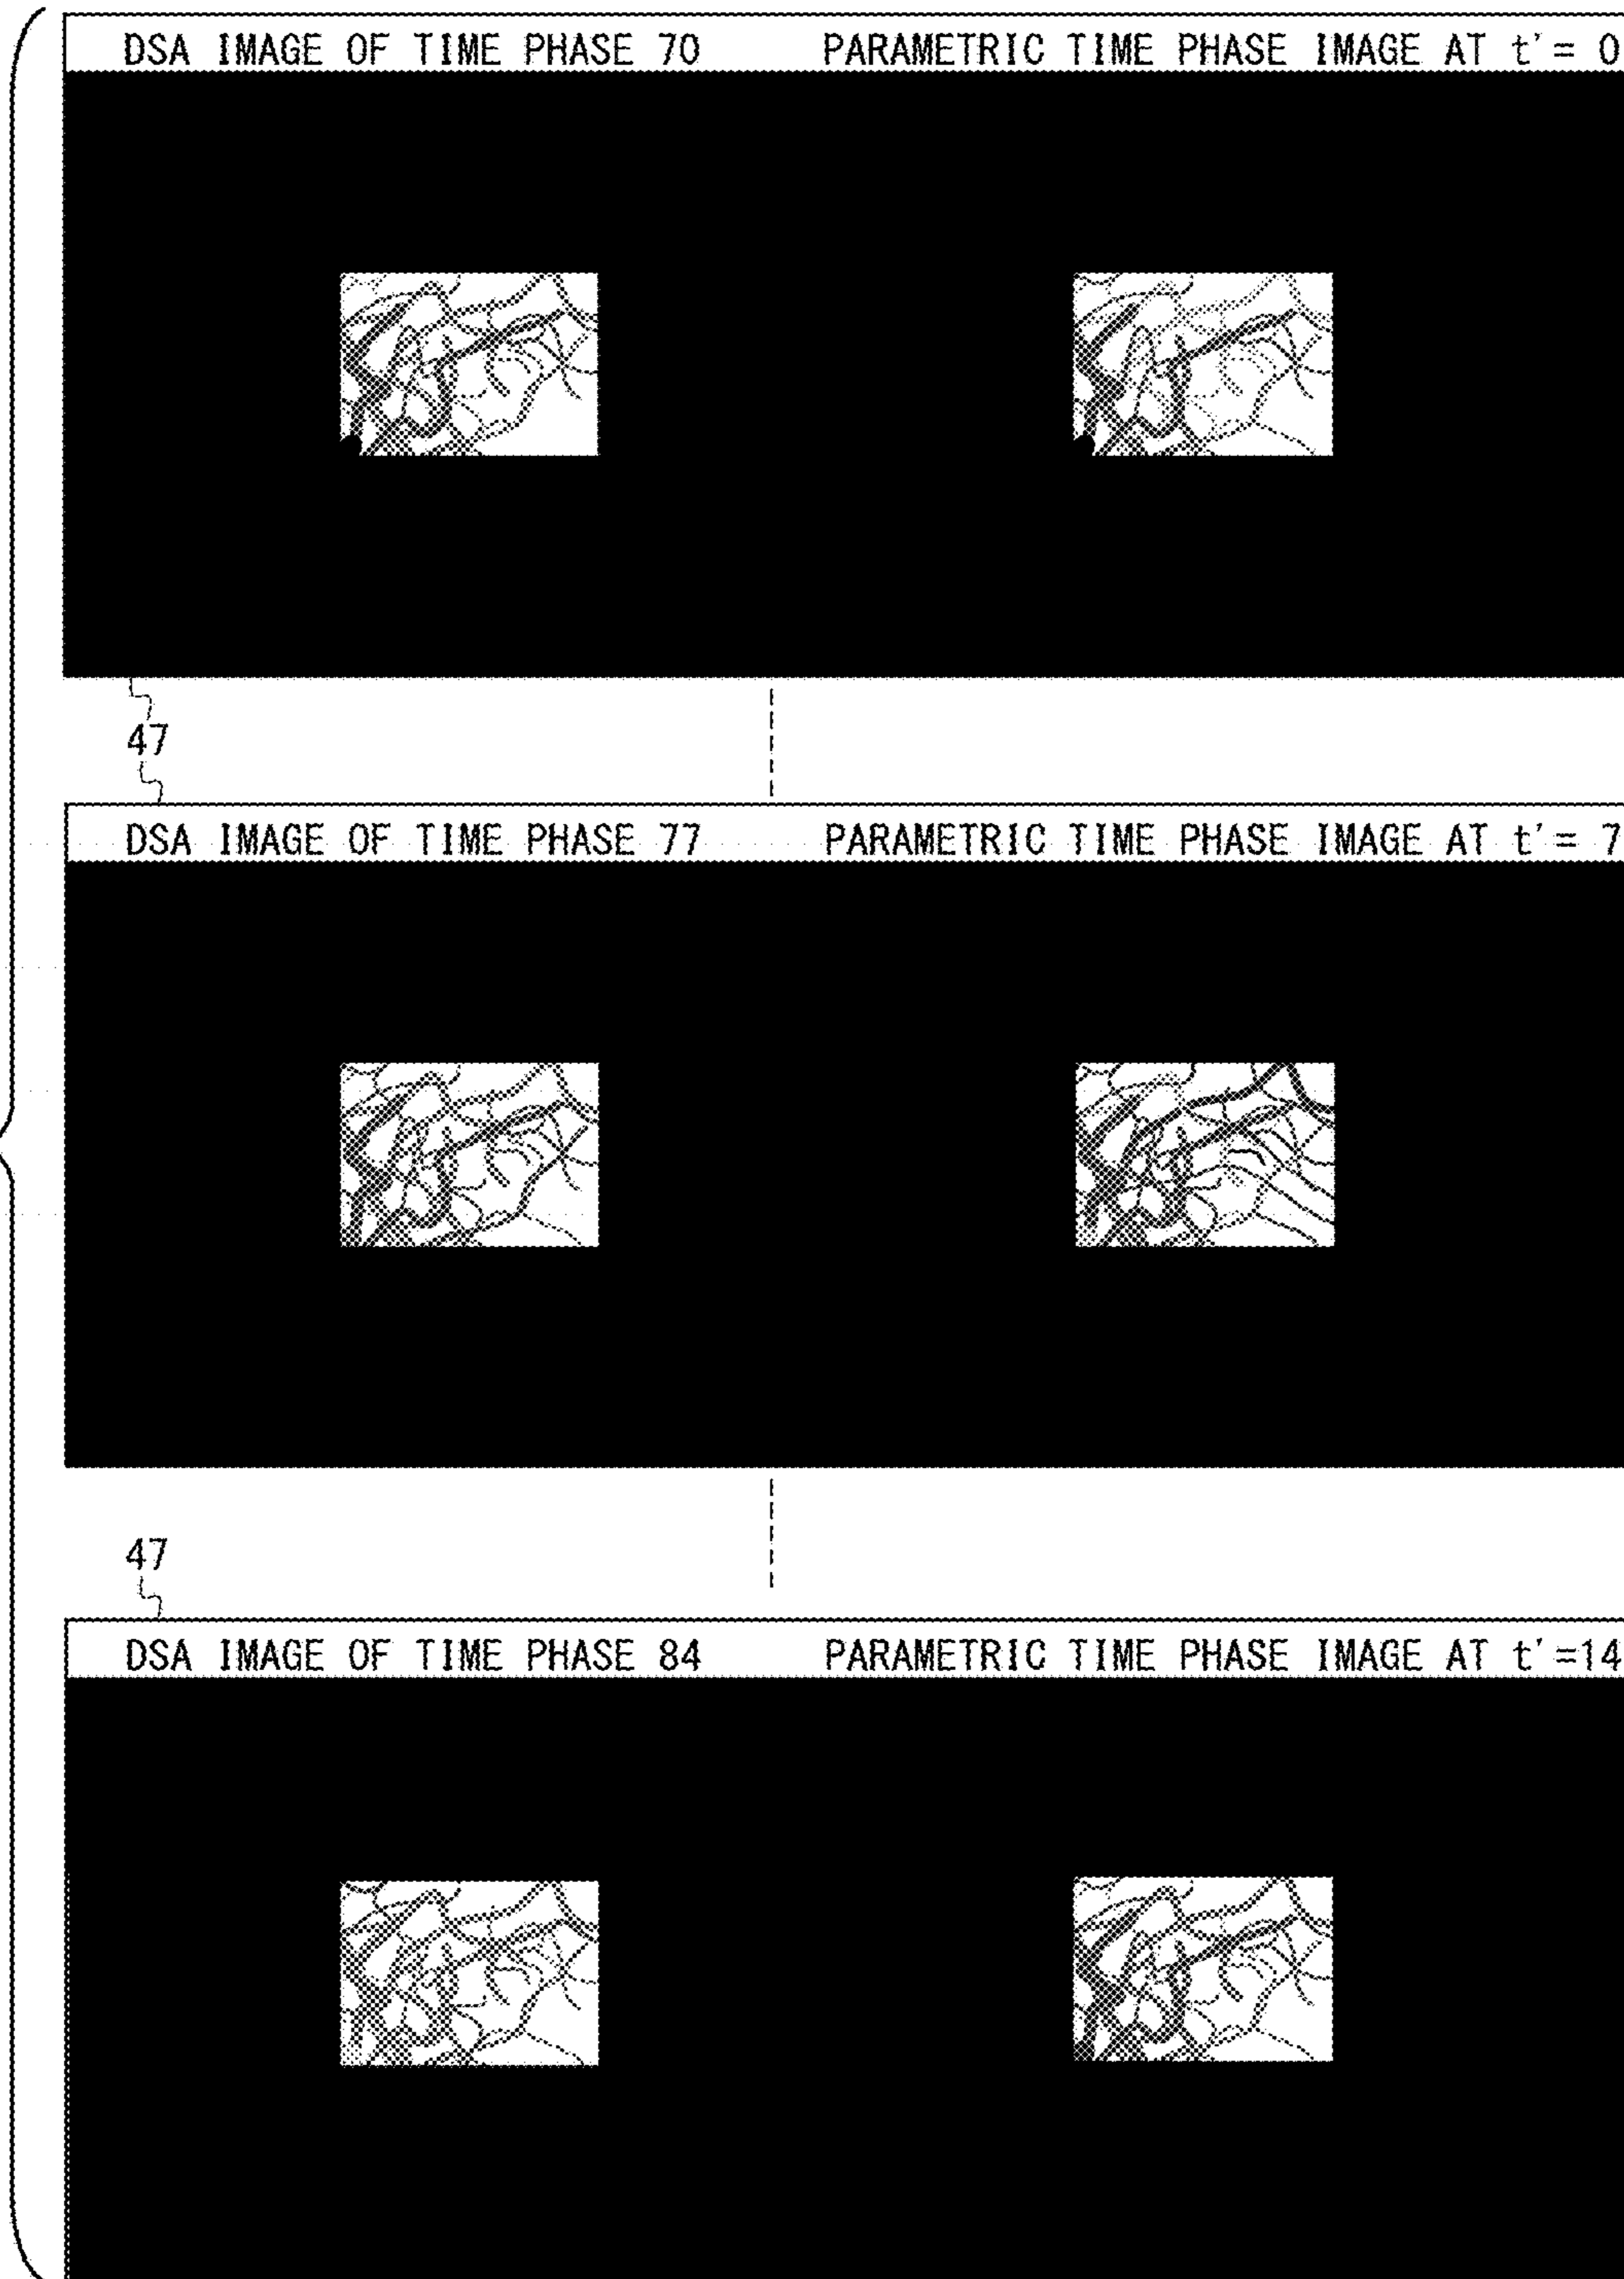 DSA IMAGE OF TIME PHASE 70 PARAMETRIC TIME PHASE IMAGE AT t'= 0
47
DSA IMAGE OF TIME PHASE 77 PARAMETRIC TIME PHASE IMAGE AT t'= 7
47
DSA IMAGE OF TIME PHASE 84 PARAMETRIC TIME PHASE IMAGE AT t'=14